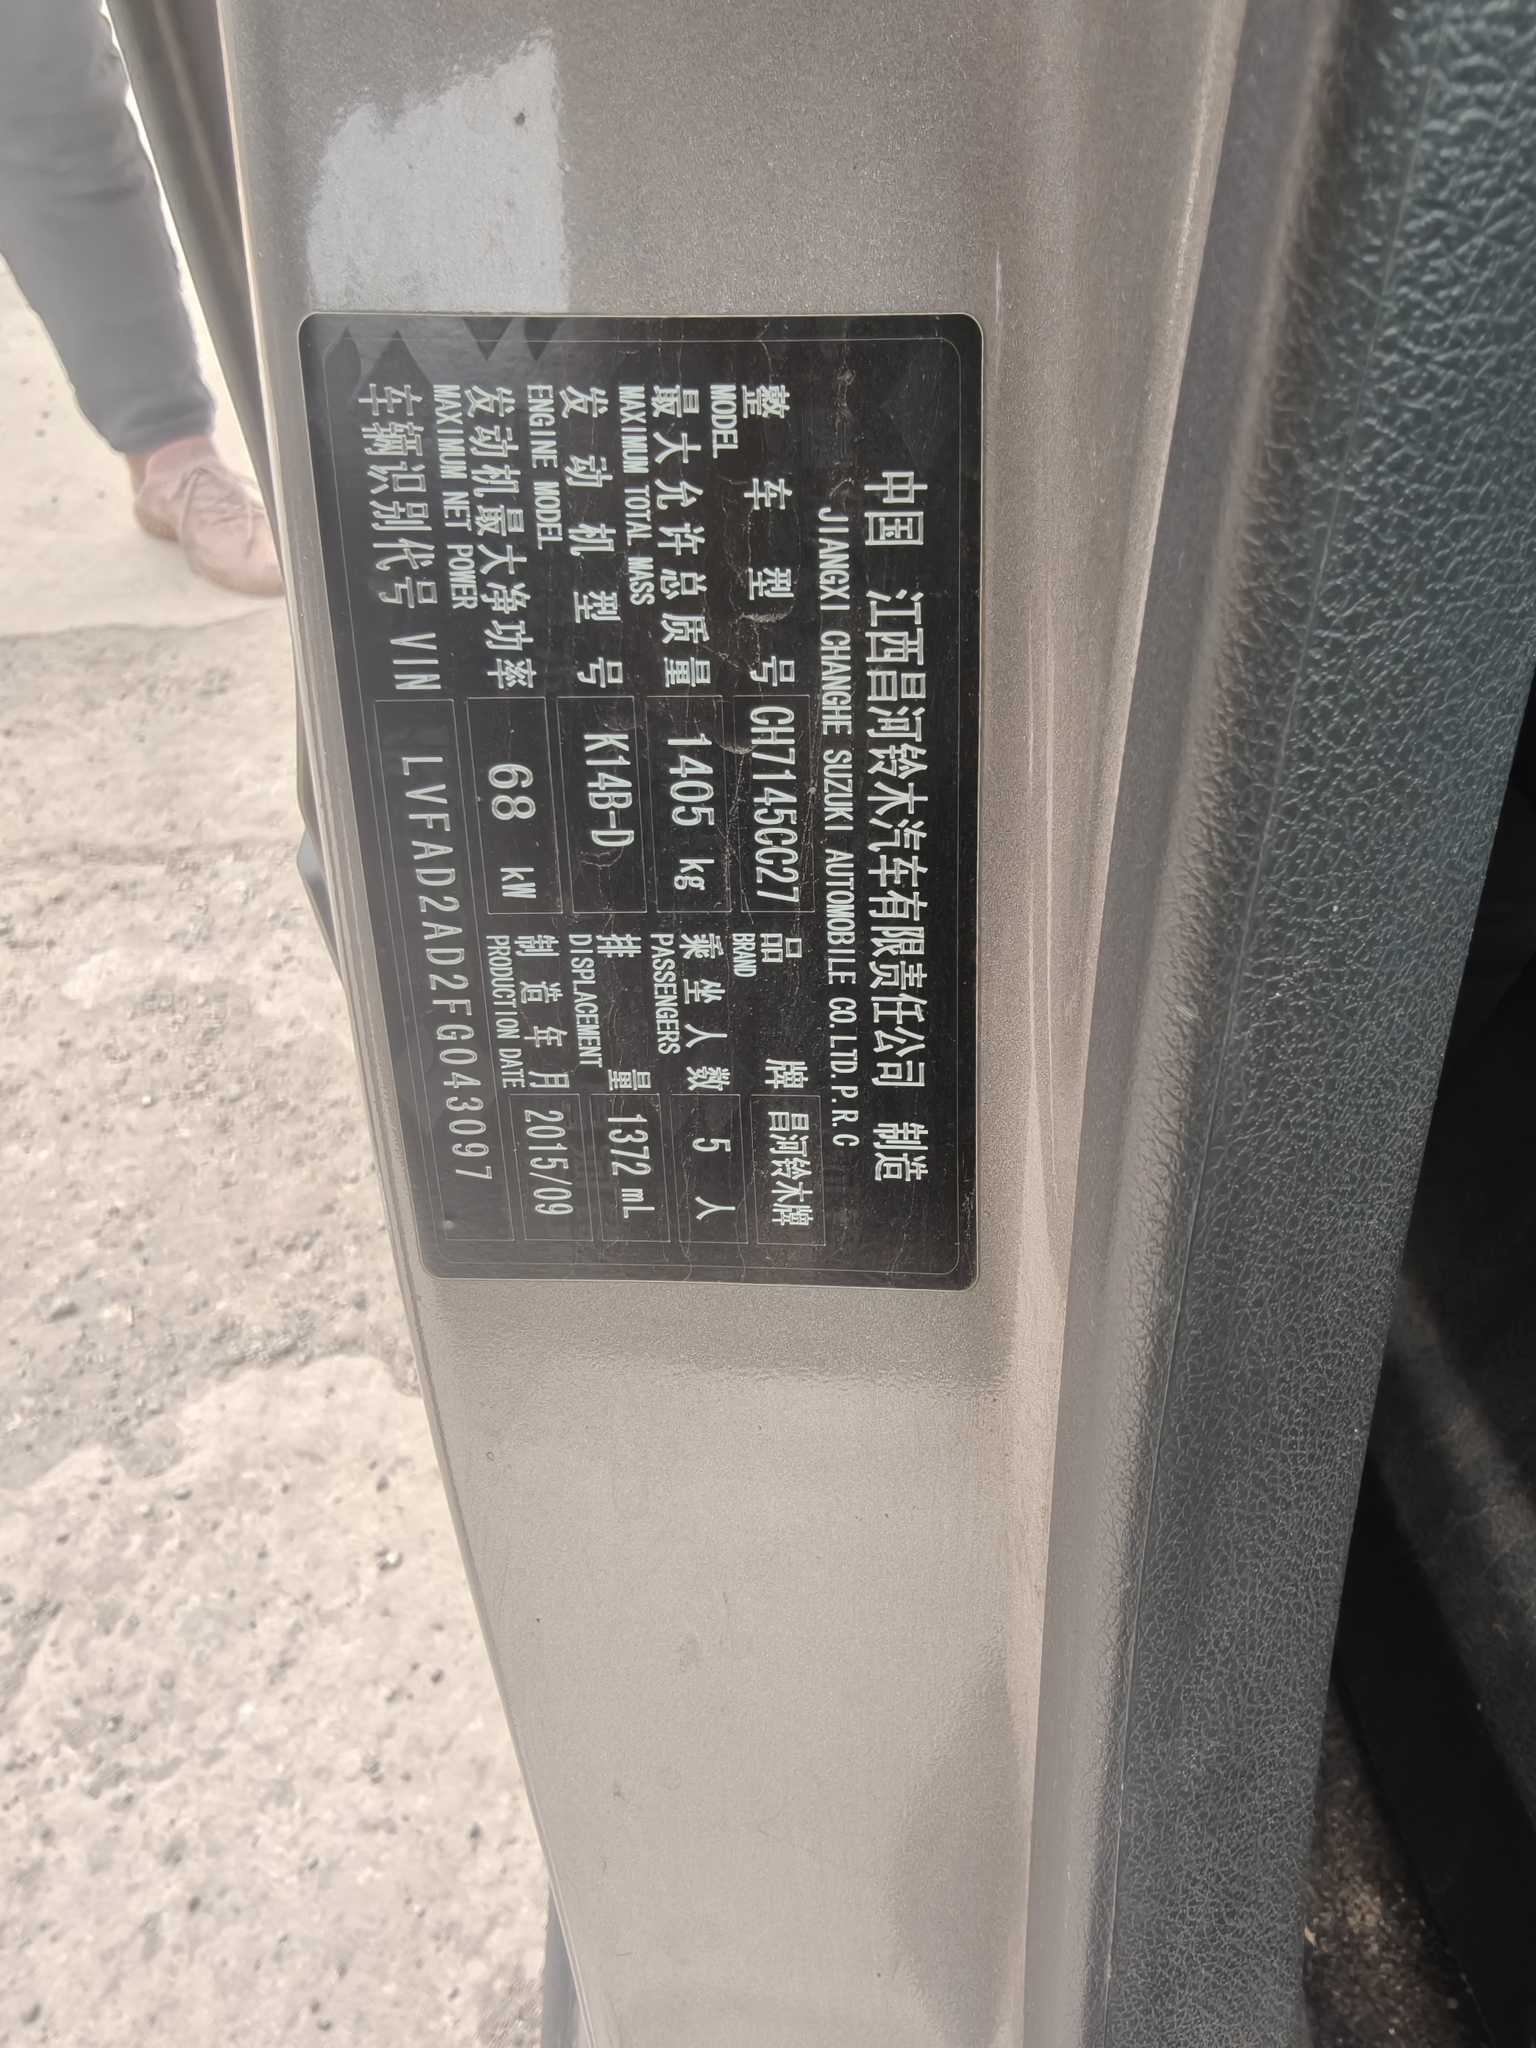 中国 江西昌河铃木汽车有限责任公司 制造
JIANGXI CHANGHE SUZUKI AUTOMOBILE CO.LTD.P.R.C
整车型号 CH7145CC27 品牌 昌河铃木牌
MODEL BRAND
最大允许总质量 1405 kg 乘坐人数 5 人
MAXIMUM TOTAL MASS PASSENGERS
发动机型号 K14B-D 排量 1372 mL
ENGINE MODEL DISPLACEMENT
发动机最大净功率 68 kW 制造年月 2015/09
MAXIMUM NET POWER PRODUCTION DATE
车辆识别代号 VIN LVFAD2AD2FG043097